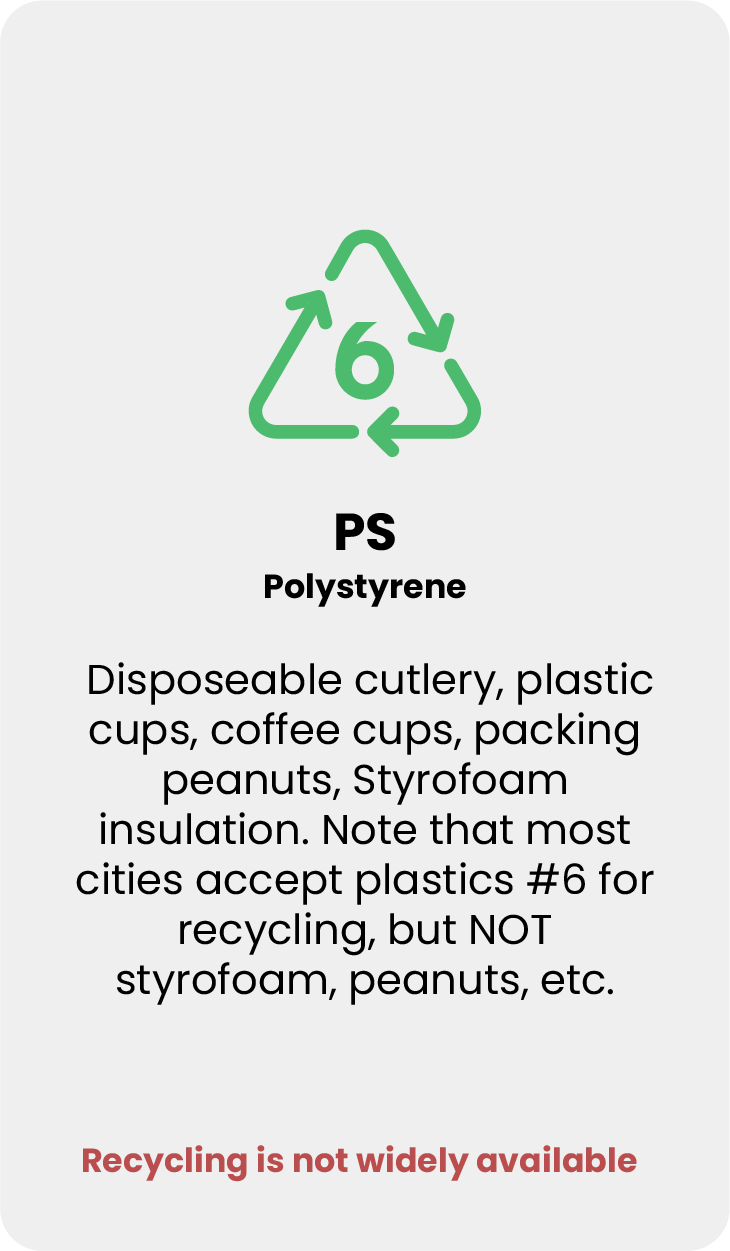 6
PS
Polystyrene
Disposeable cutlery, plastic
cups, coffee cups, packing
peanuts, Styrofoam
insulation. Note that most
cities accept plastics #6 for
recycling, but NOT
styrofoam, peanuts, etc.
Recycling is not widely available